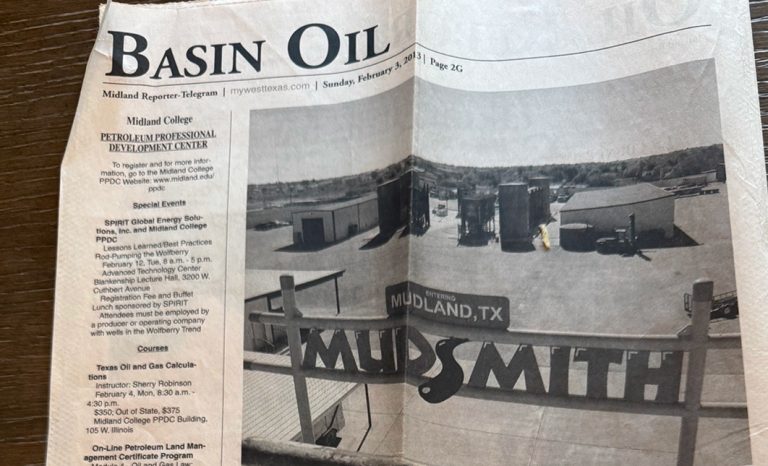 BASIN OIL
Midland Reporter-Telegram | mywesttexas.com | Sunday, February 3, 2013 | Page 2G
Midland College
PETROLEUM PROFESSIONAL
DEVELOPMENT CENTER
To register and for more infor-
mation, go to the Midland College
PPDC Website: www.midland.edu/
ppdc
Special Events
SPIRIT Global Energy Solu-
tions, Inc. and Midland College
PPDC
Lessons Learned/Best Practices
Rod-Pumping the Wolfberry
February 12, Tue, 8 a.m. - 5 p.m.
Advanced Technology Center
Blankenship Lecture Hall, 3200 W.
Cuthbert Avenue
Registration Fee and Buffet
Lunch sponsored by SPIRIT
Attendees must be employed by
a producer or operating company
with wells in the Wolfberry Trend
Courses
Texas Oil and Gas Calcula-
tions
Instructor: Sherry Robinson
February 4, Mon, 8:30 a.m. -
4:30 p.m.
$350; Out of State, $375
Midland College PPDC Building,
105 W. Illinois
On-Line Petroleum Land Man-
agement Certificate Program
Oil and Gas Law:
ENTERING
MUDLAND, TX
MUDSMITH